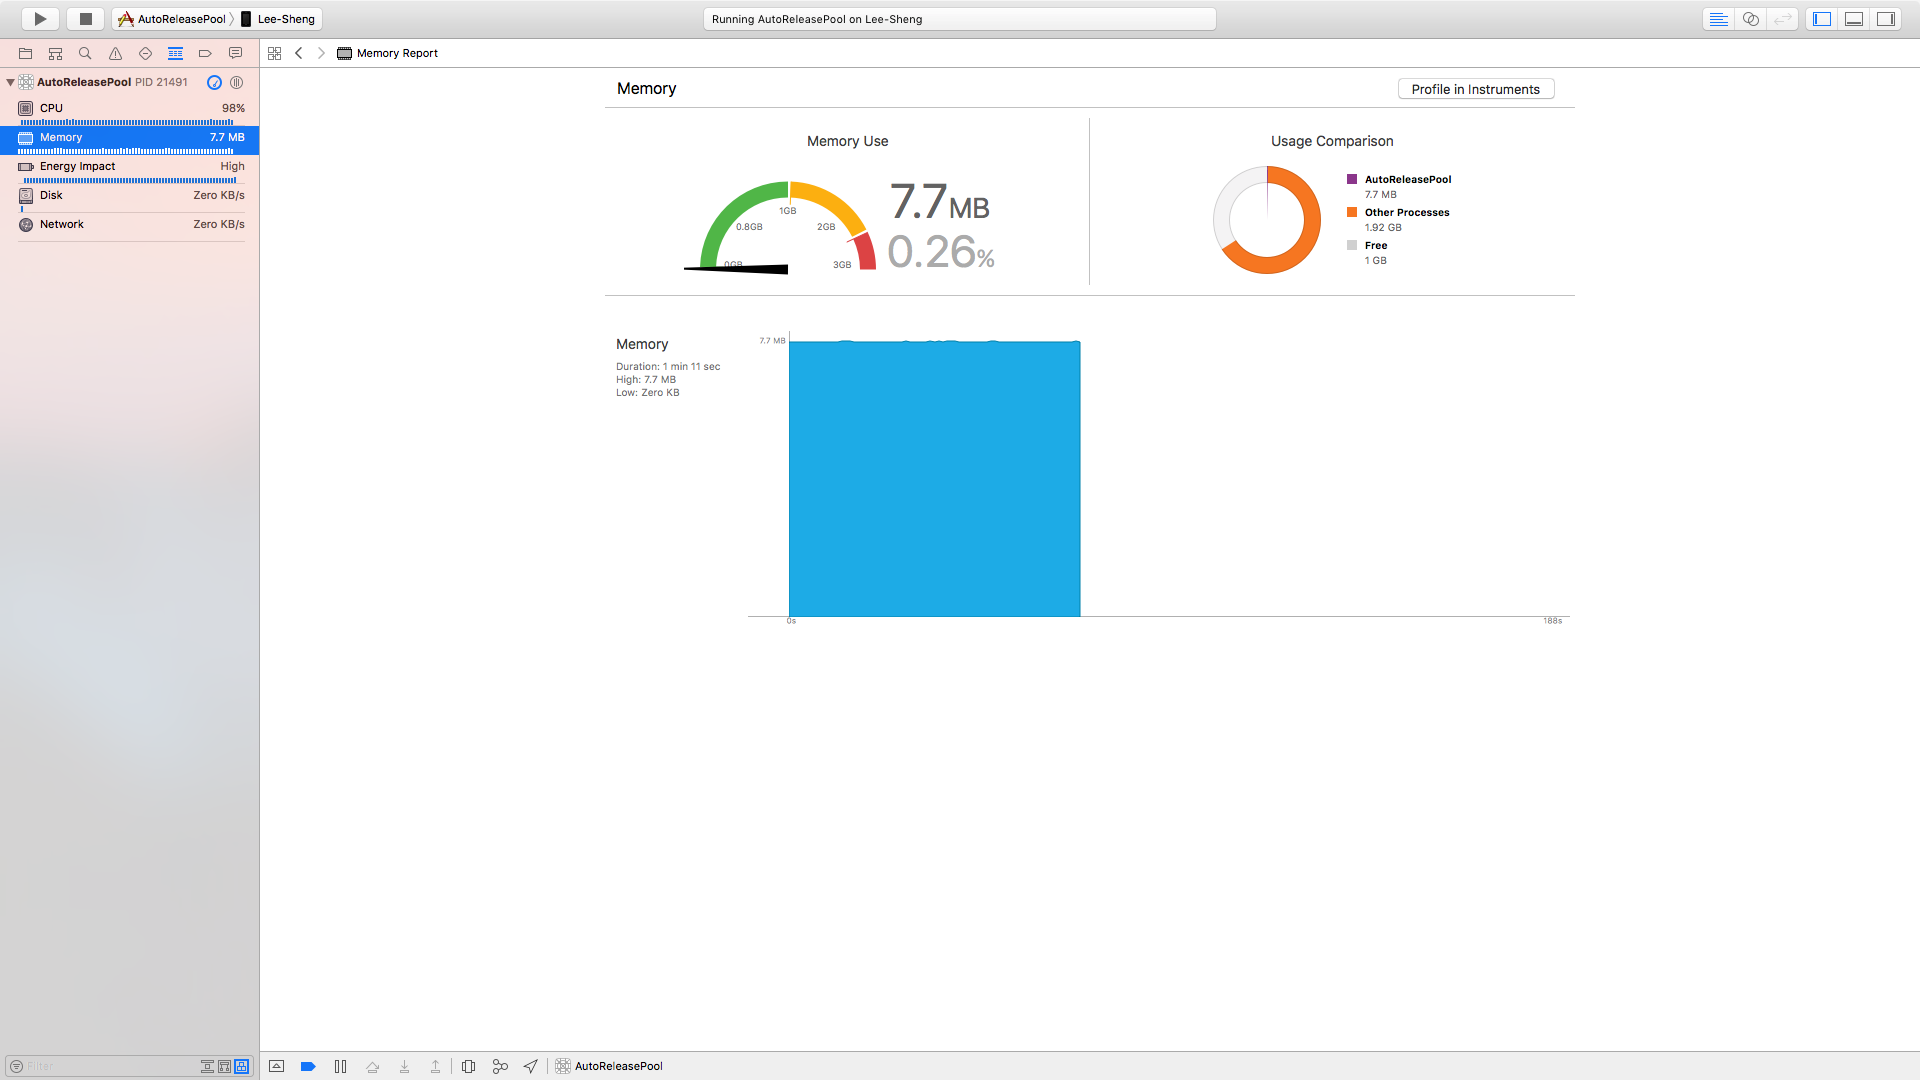 AutoReleasePool Lee-Sheng
Running AutoReleasePool on Lee-Sheng
Memory Report
AutoReleasePool PID 21491
CPU 98%
Memory 7.7 MB
Energy Impact High
Disk Zero KB/s
Network Zero KB/s
Memory
Profile in Instruments
Memory Use
0GB
0.8GB
1GB
2GB
3GB
7.7MB
0.26%
Usage Comparison
AutoReleasePool
7.7 MB
Other Processes
1.92 GB
Free
1 GB
Memory
Duration: 1 min 11 sec
High: 7.7 MB
Low: Zero KB
7.7 MB
0s
188s
Filter
AutoReleasePool